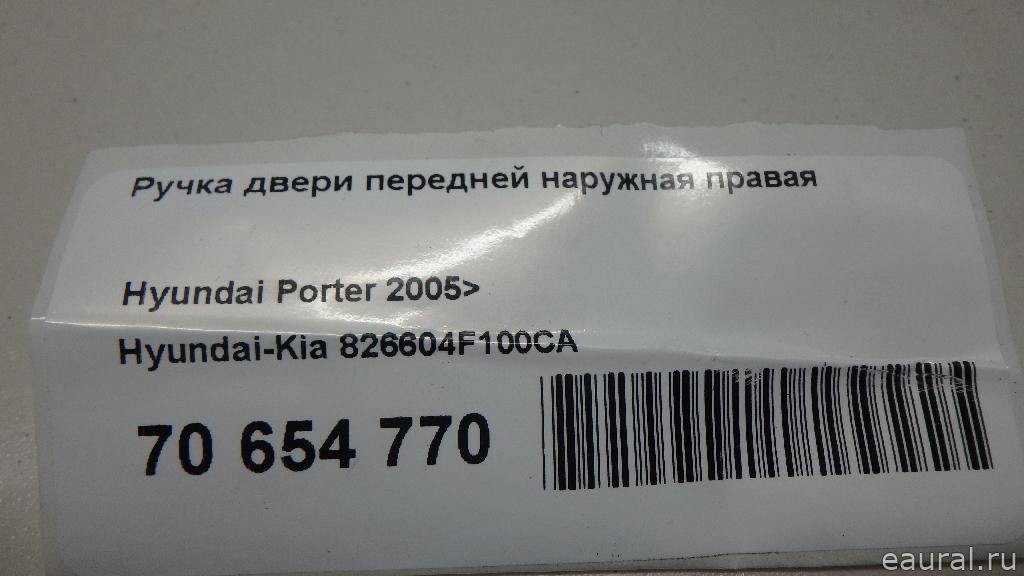 Ручка двери передней наружная правая
Hyundai Porter 2005>
Hyundai-Kia 826604F100CA
70 654 770
eaural.ru